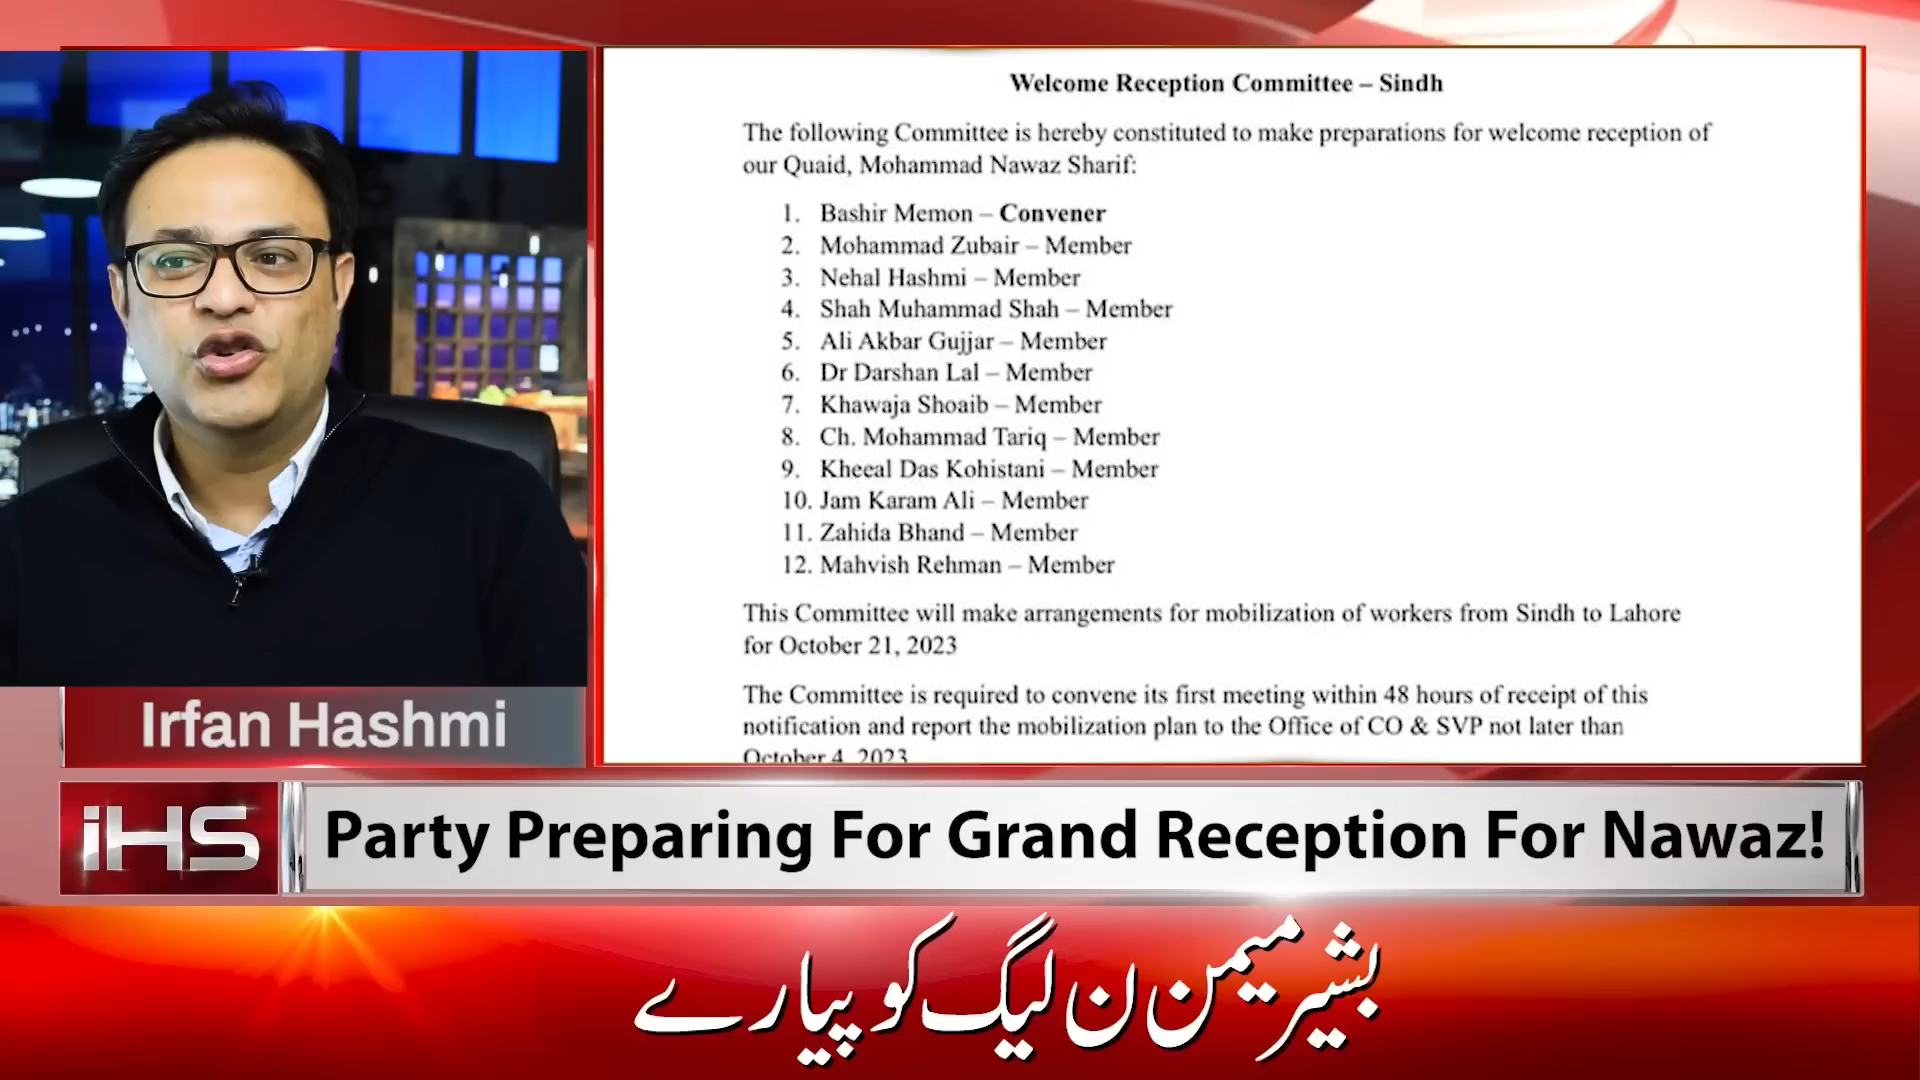 Welcome Reception Committee – Sindh
The following Committee is hereby constituted to make preparations for welcome reception of
our Quaid, Mohammad Nawaz Sharif:
1. Bashir Memon – Convener
2. Mohammad Zubair – Member
3. Nehal Hashmi – Member
4. Shah Muhammad Shah – Member
5. Ali Akbar Gujjar – Member
6. Dr Darshan Lal – Member
7. Khawaja Shoaib – Member
8. Ch. Mohammad Tariq – Member
9. Kheeal Das Kohistani – Member
10. Jam Karam Ali – Member
11. Zahida Bhand – Member
12. Mahvish Rehman – Member
This Committee will make arrangements for mobilization of workers from Sindh to Lahore
for October 21, 2023
The Committee is required to convene its first meeting within 48 hours of receipt of this
notification and report the mobilization plan to the Office of CO & SVP not later than
October 4, 2023
Irfan Hashmi
iHS
Party Preparing For Grand Reception For Nawaz!
بشیر میمن ن لیگ کو پیارے